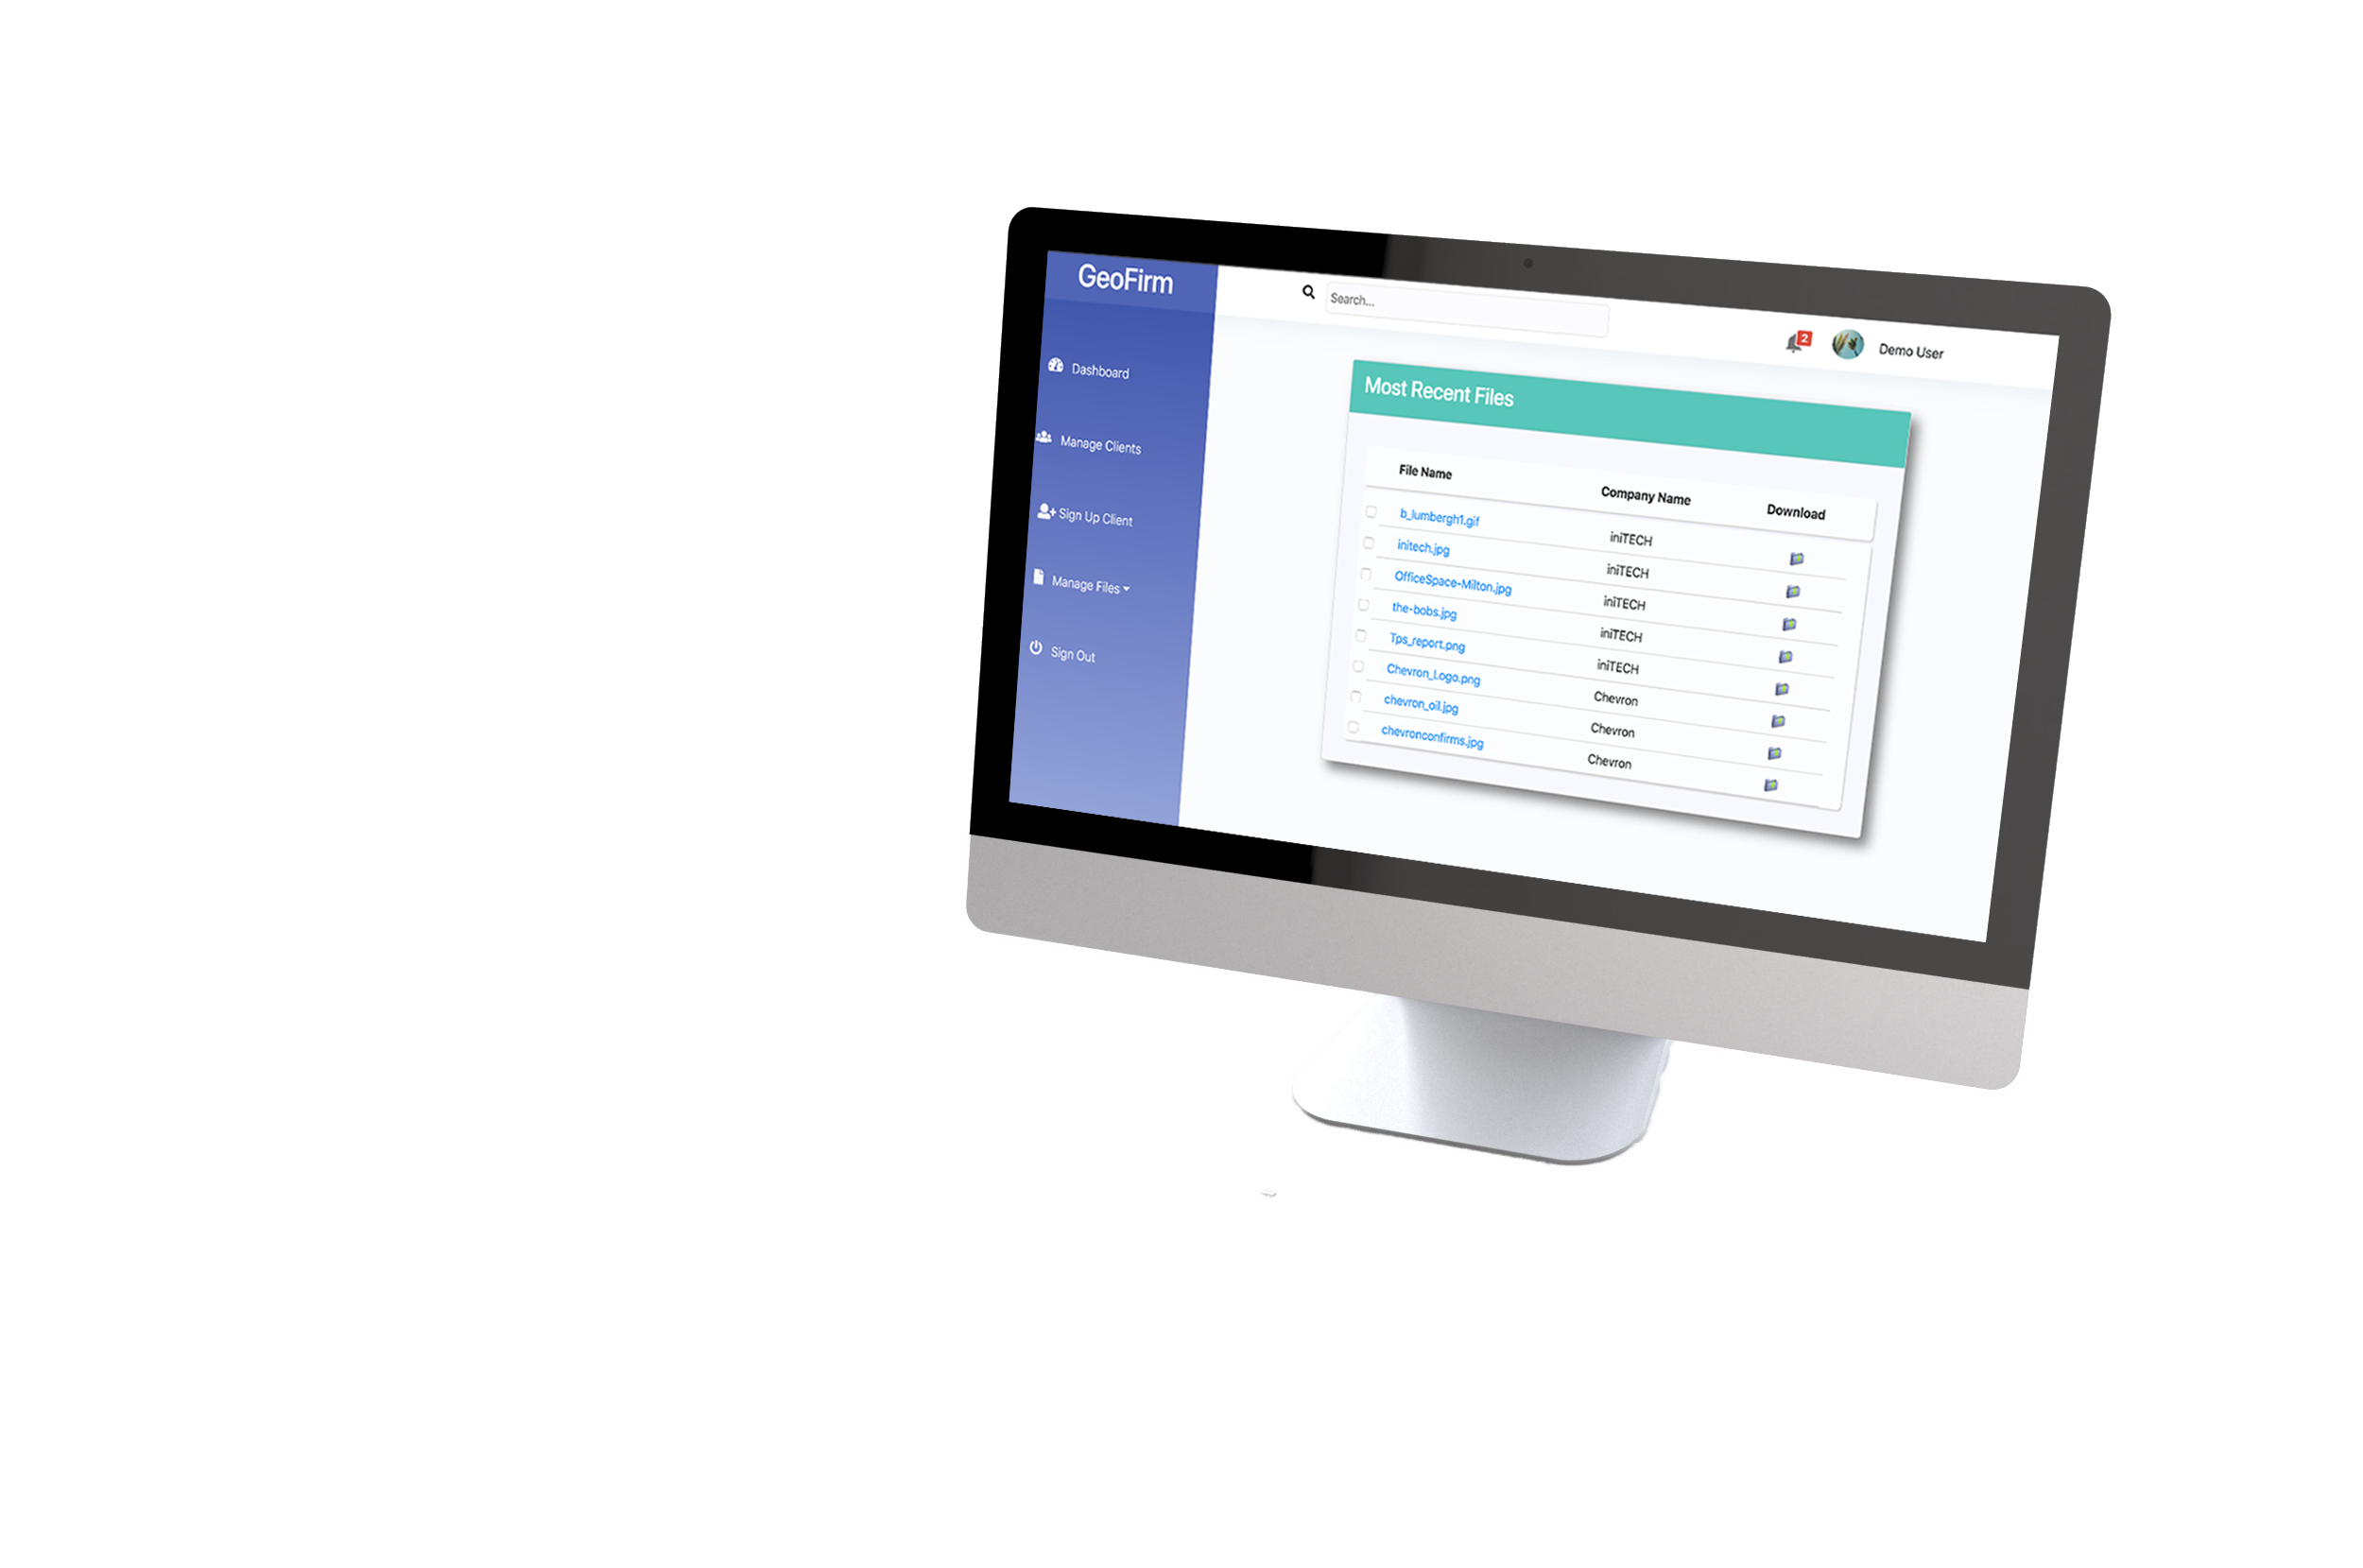 GeoFirm
Search...
2
Demo User
Dashboard
Manage Clients
Sign Up Client
Manage Files
Sign Out
Most Recent Files
File Name Company Name Download
b_lumbergh1.gif iniTECH
initech.jpg iniTECH
OfficeSpace-Milton.jpg iniTECH
the-bobs.jpg iniTECH
Tps_report.png iniTECH
Chevron_Logo.png Chevron
chevron_oil.jpg Chevron
chevronconfirms.jpg Chevron